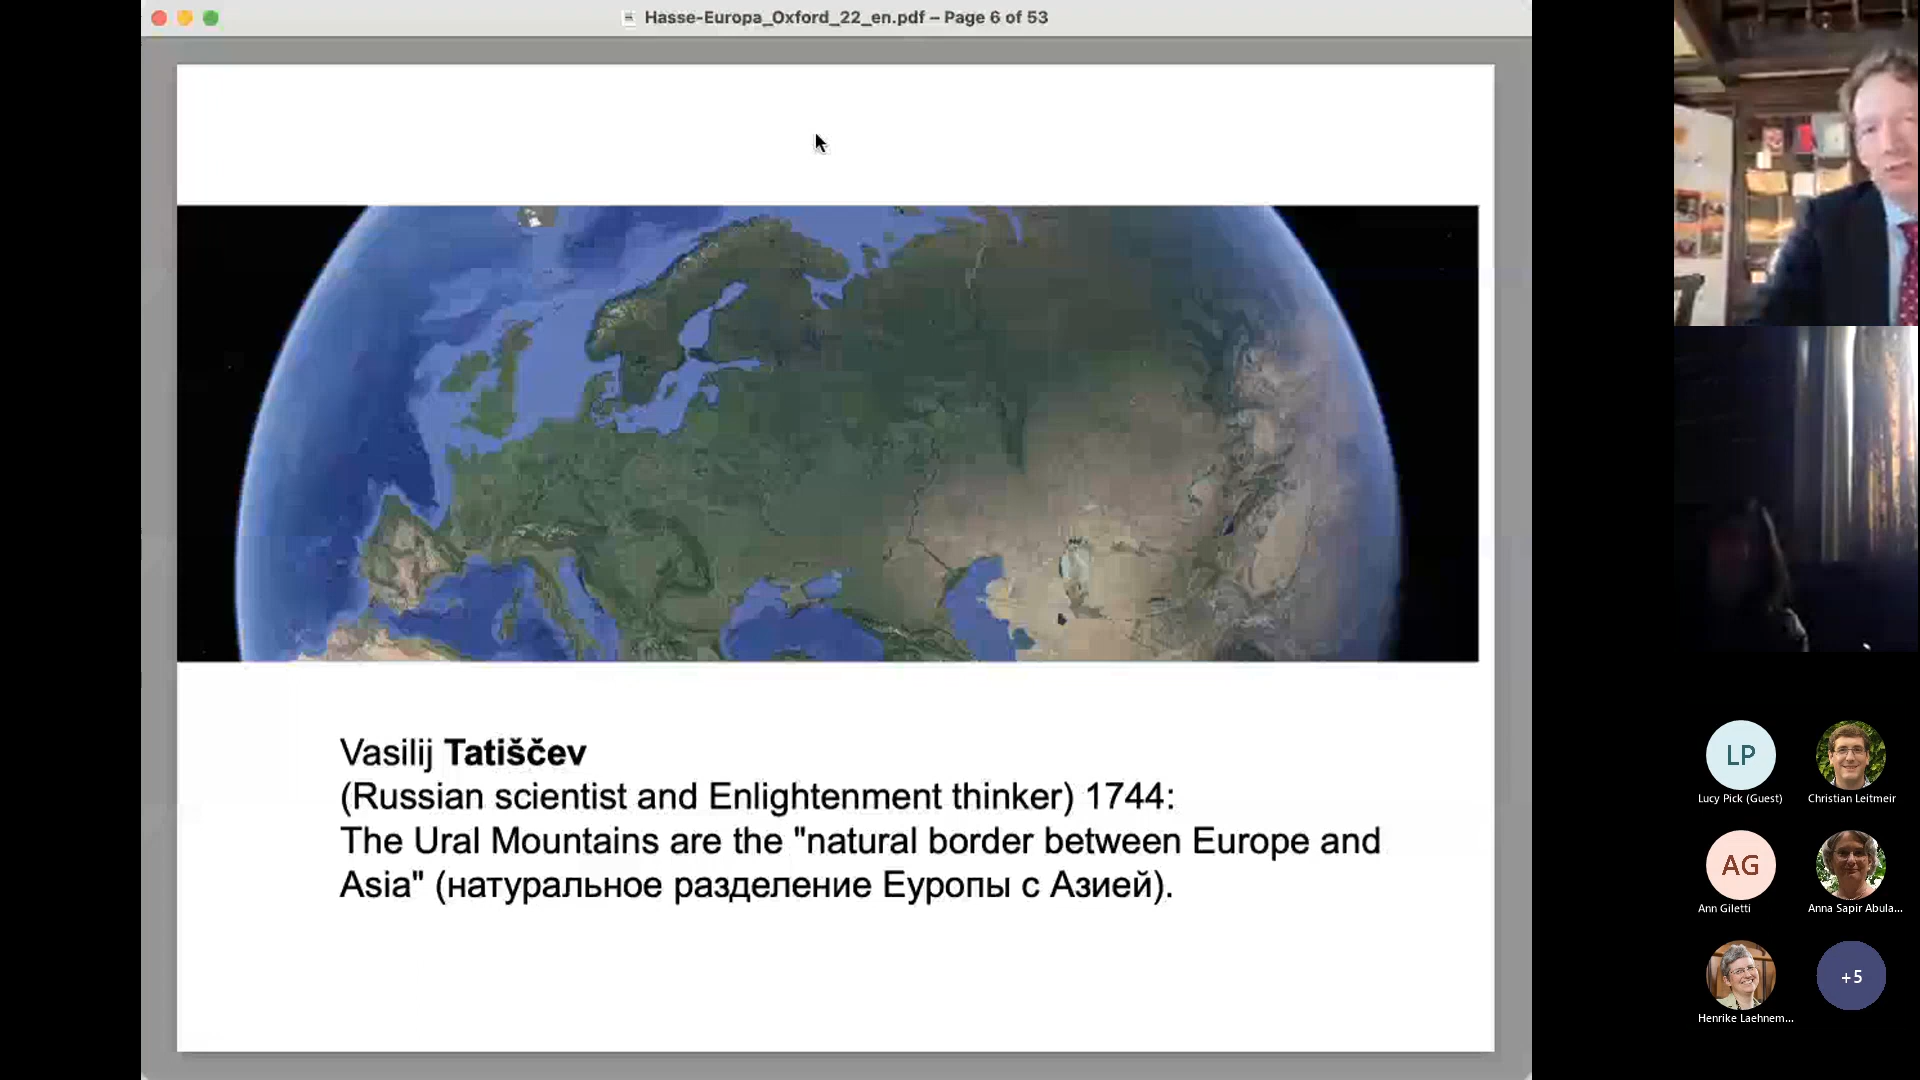 Hasse-Europa_Oxford_22_en.pdf – Page 6 of 53
Vasilij Tatiščev
(Russian scientist and Enlightenment thinker) 1744:
The Ural Mountains are the "natural border between Europe and
Asia" (натуральное разделение Еуропы с Азией).
LP
Lucy Pick (Guest)
Christian Leitmeir
AG
Ann Giletti
Anna Sapir Abula...
Henrike Laehnem...
+5